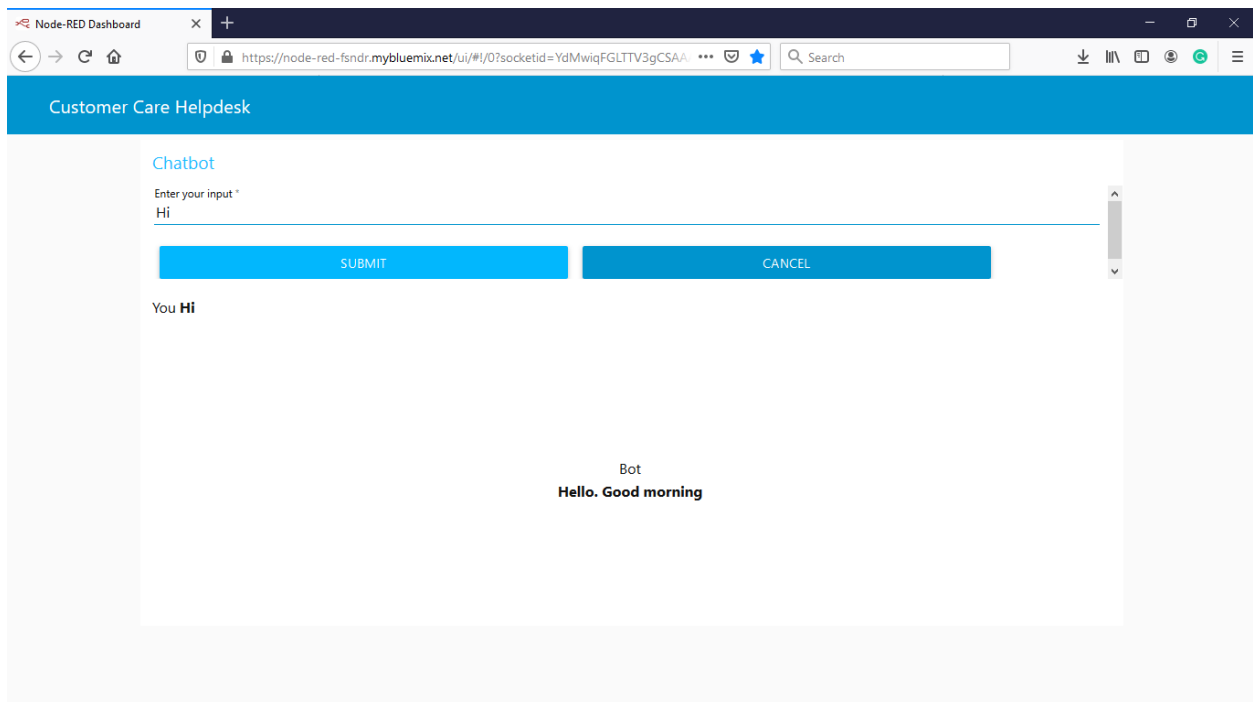 Node-RED Dashboard
https://node-red-fsndr.mybluemix.net/ui/#!/0?socketid=YdMwiqFGLTTV3gCSAA
Search
Customer Care Helpdesk
Chatbot
Enter your input *
Hi
SUBMIT
CANCEL
You Hi
Bot
Hello. Good morning